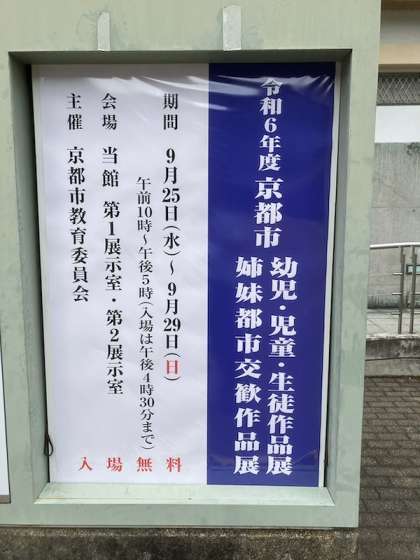 令和6年度 京都市 幼児・児童・生徒作品展
姉妹都市交歓作品展
期間 9月25日(水)～9月29日(日)
午前10時～午後5時(入場は午後4時30分まで)
会場 当館 第1展示室・第2展示室
主催 京都市教育委員会
入場無料